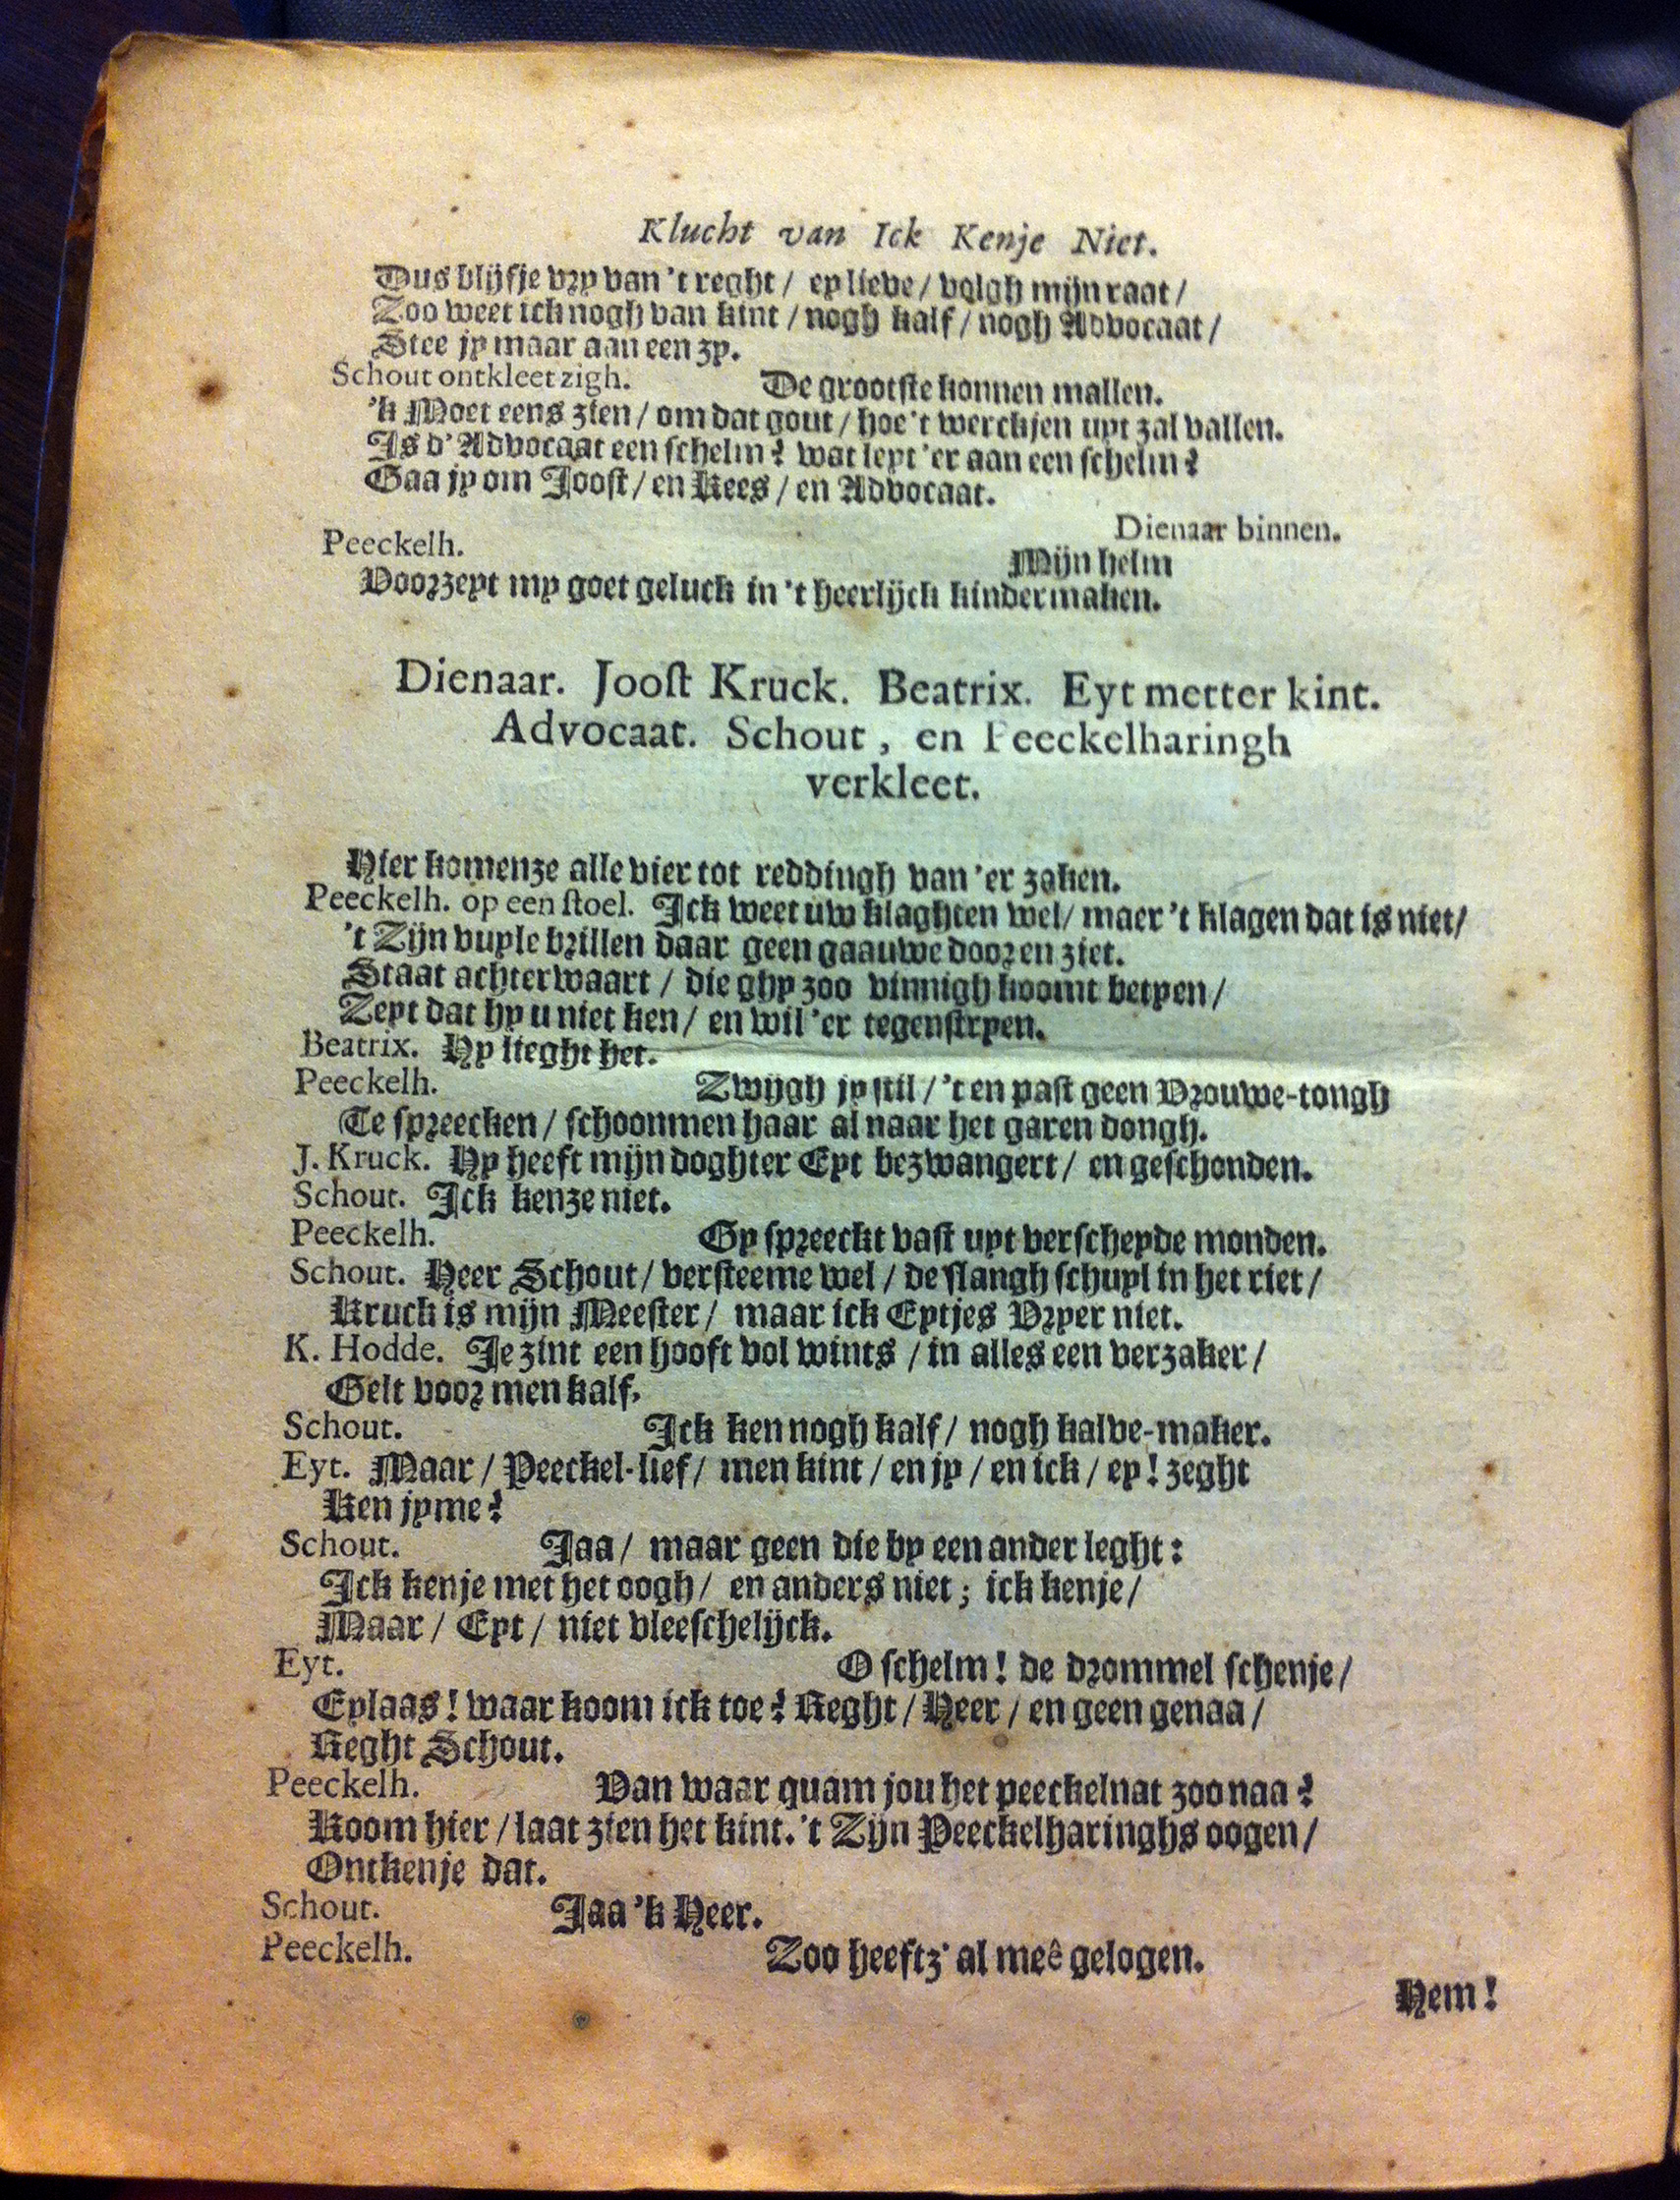 Klucht van Ick Kenje Niet.
Dus blijfje vry van 't reght / ey lieve / volgh mijn raat /
Zoo weet ick nogh van kint / nogh kalf / nogh Advocaat /
Stee jy maar aan een zy.
Schout ontkleet zigh. De grootste konnen mallen.
'k Moet eens zien / om dat gout / hoe 't werckjen uyt zal vallen.
Is d' Advocaat een schelm? wat leyt 'er aan een schelm?
Gaa jy om Joost / en Kees / en Advocaat.
Dienaar binnen.
Peeckelh. Mijn helm
Voorzeyt my goet geluck in 't heerlijck kindermaken.
Dienaar. Joost Kruck. Beatrix. Eyt metter kint.
Advocaat. Schout, en Peeckelharingh
verkleet.
Hier komenze alle vier tot reddingh van 'er zaken.
Peeckelh. op een stoel. Ick weet uw klaghten wel / maer 't klagen dat is niet /
't Zijn vuyle brillen daar geen gaauwe door en ziet.
Staat achterwaart / die ghy zoo vinnigh koomt betyen /
Zeyt dat hy u niet ken / en wil 'er tegenstryen.
Beatrix. Hy lieght het.
Peeckelh. Zwijgh jy stil / 't en past geen Vrouwe-tongh
Te spreecken / schoonmen haar al naar het garen dongh.
J. Kruck. Hy heeft mijn doghter Eyt bezwangert / en geschonden.
Schout. Ick kenze niet.
Peeckelh. Gy spreeckt vast uyt verscheyde monden.
Schout. Heer Schout / versteeme wel / de slangh schuyl in het riet /
Kruck is mijn Meester / maar ick Eytjes Vryer niet.
K. Hodde. Je zint een hooft vol wints / in alles een verzaker /
Gelt voor men kalf.
Schout. Ick ken nogh kalf / nogh kalve-maker.
Eyt. Maar / Peeckel-lief / men kint / en jy / en ick / ey! zeght
Ken jyme?
Schout. Jaa / maar geen die by een ander leght:
Ick kenje met het oogh / en anders niet; ick kenje /
Maar / Eyt / niet vleeschelijck.
Eyt. O schelm! de drommel schenje /
Eylaas! waar koom ick toe? Reght / Heer / en geen genaa /
Reght Schout.
Peeckelh. Van waar quam jou het peeckelnat zoo naa?
Koom hier / laat zien het kint. 't Zijn Peeckelharinghs oogen /
Ontkenje dat.
Schout. Jaa 'k Heer.
Peeckelh. Zoo heeftz' al meê gelogen.
Hem!